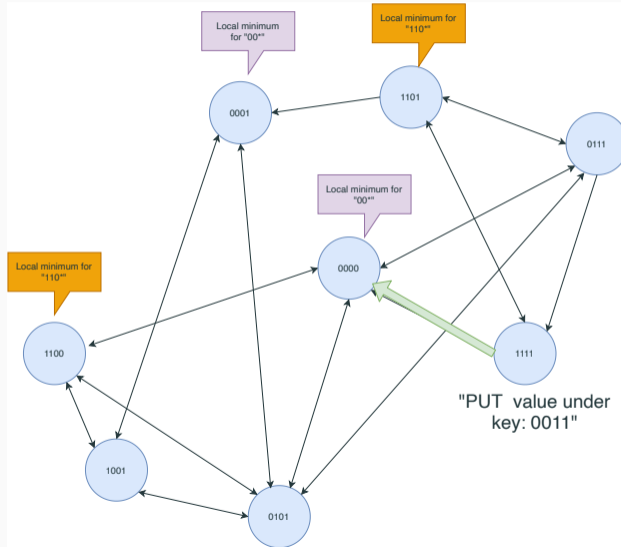 Local minimum
for "00*"
Local minimum for
"110*"
0001
1101
0111
Local minimum for
"00*"
0000
Local minimum for
"110*"
1100
1111
"PUT value under
key: 0011"
1001
0101